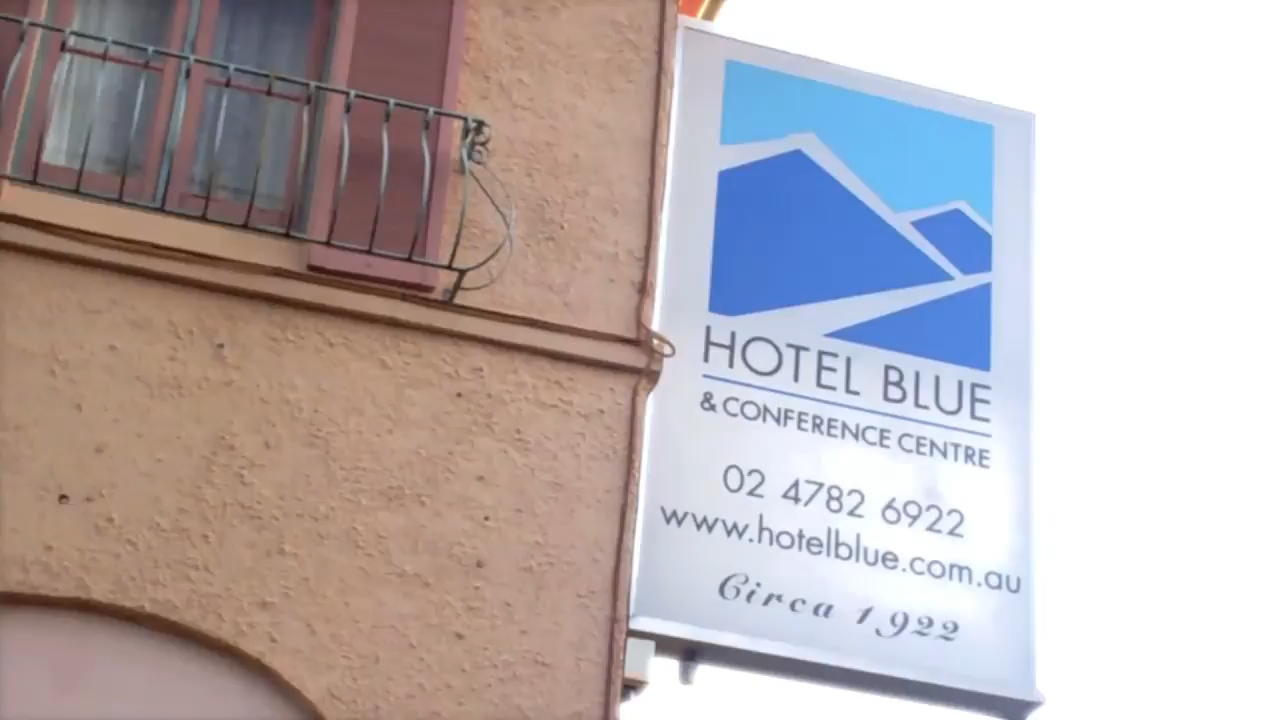 HOTEL BLUE
& CONFERENCE CENTRE
02 4782 6922
www.hotelblue.com.au
Circa 1922